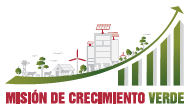 MISIÓN DE CRECIMIENTO VERDE